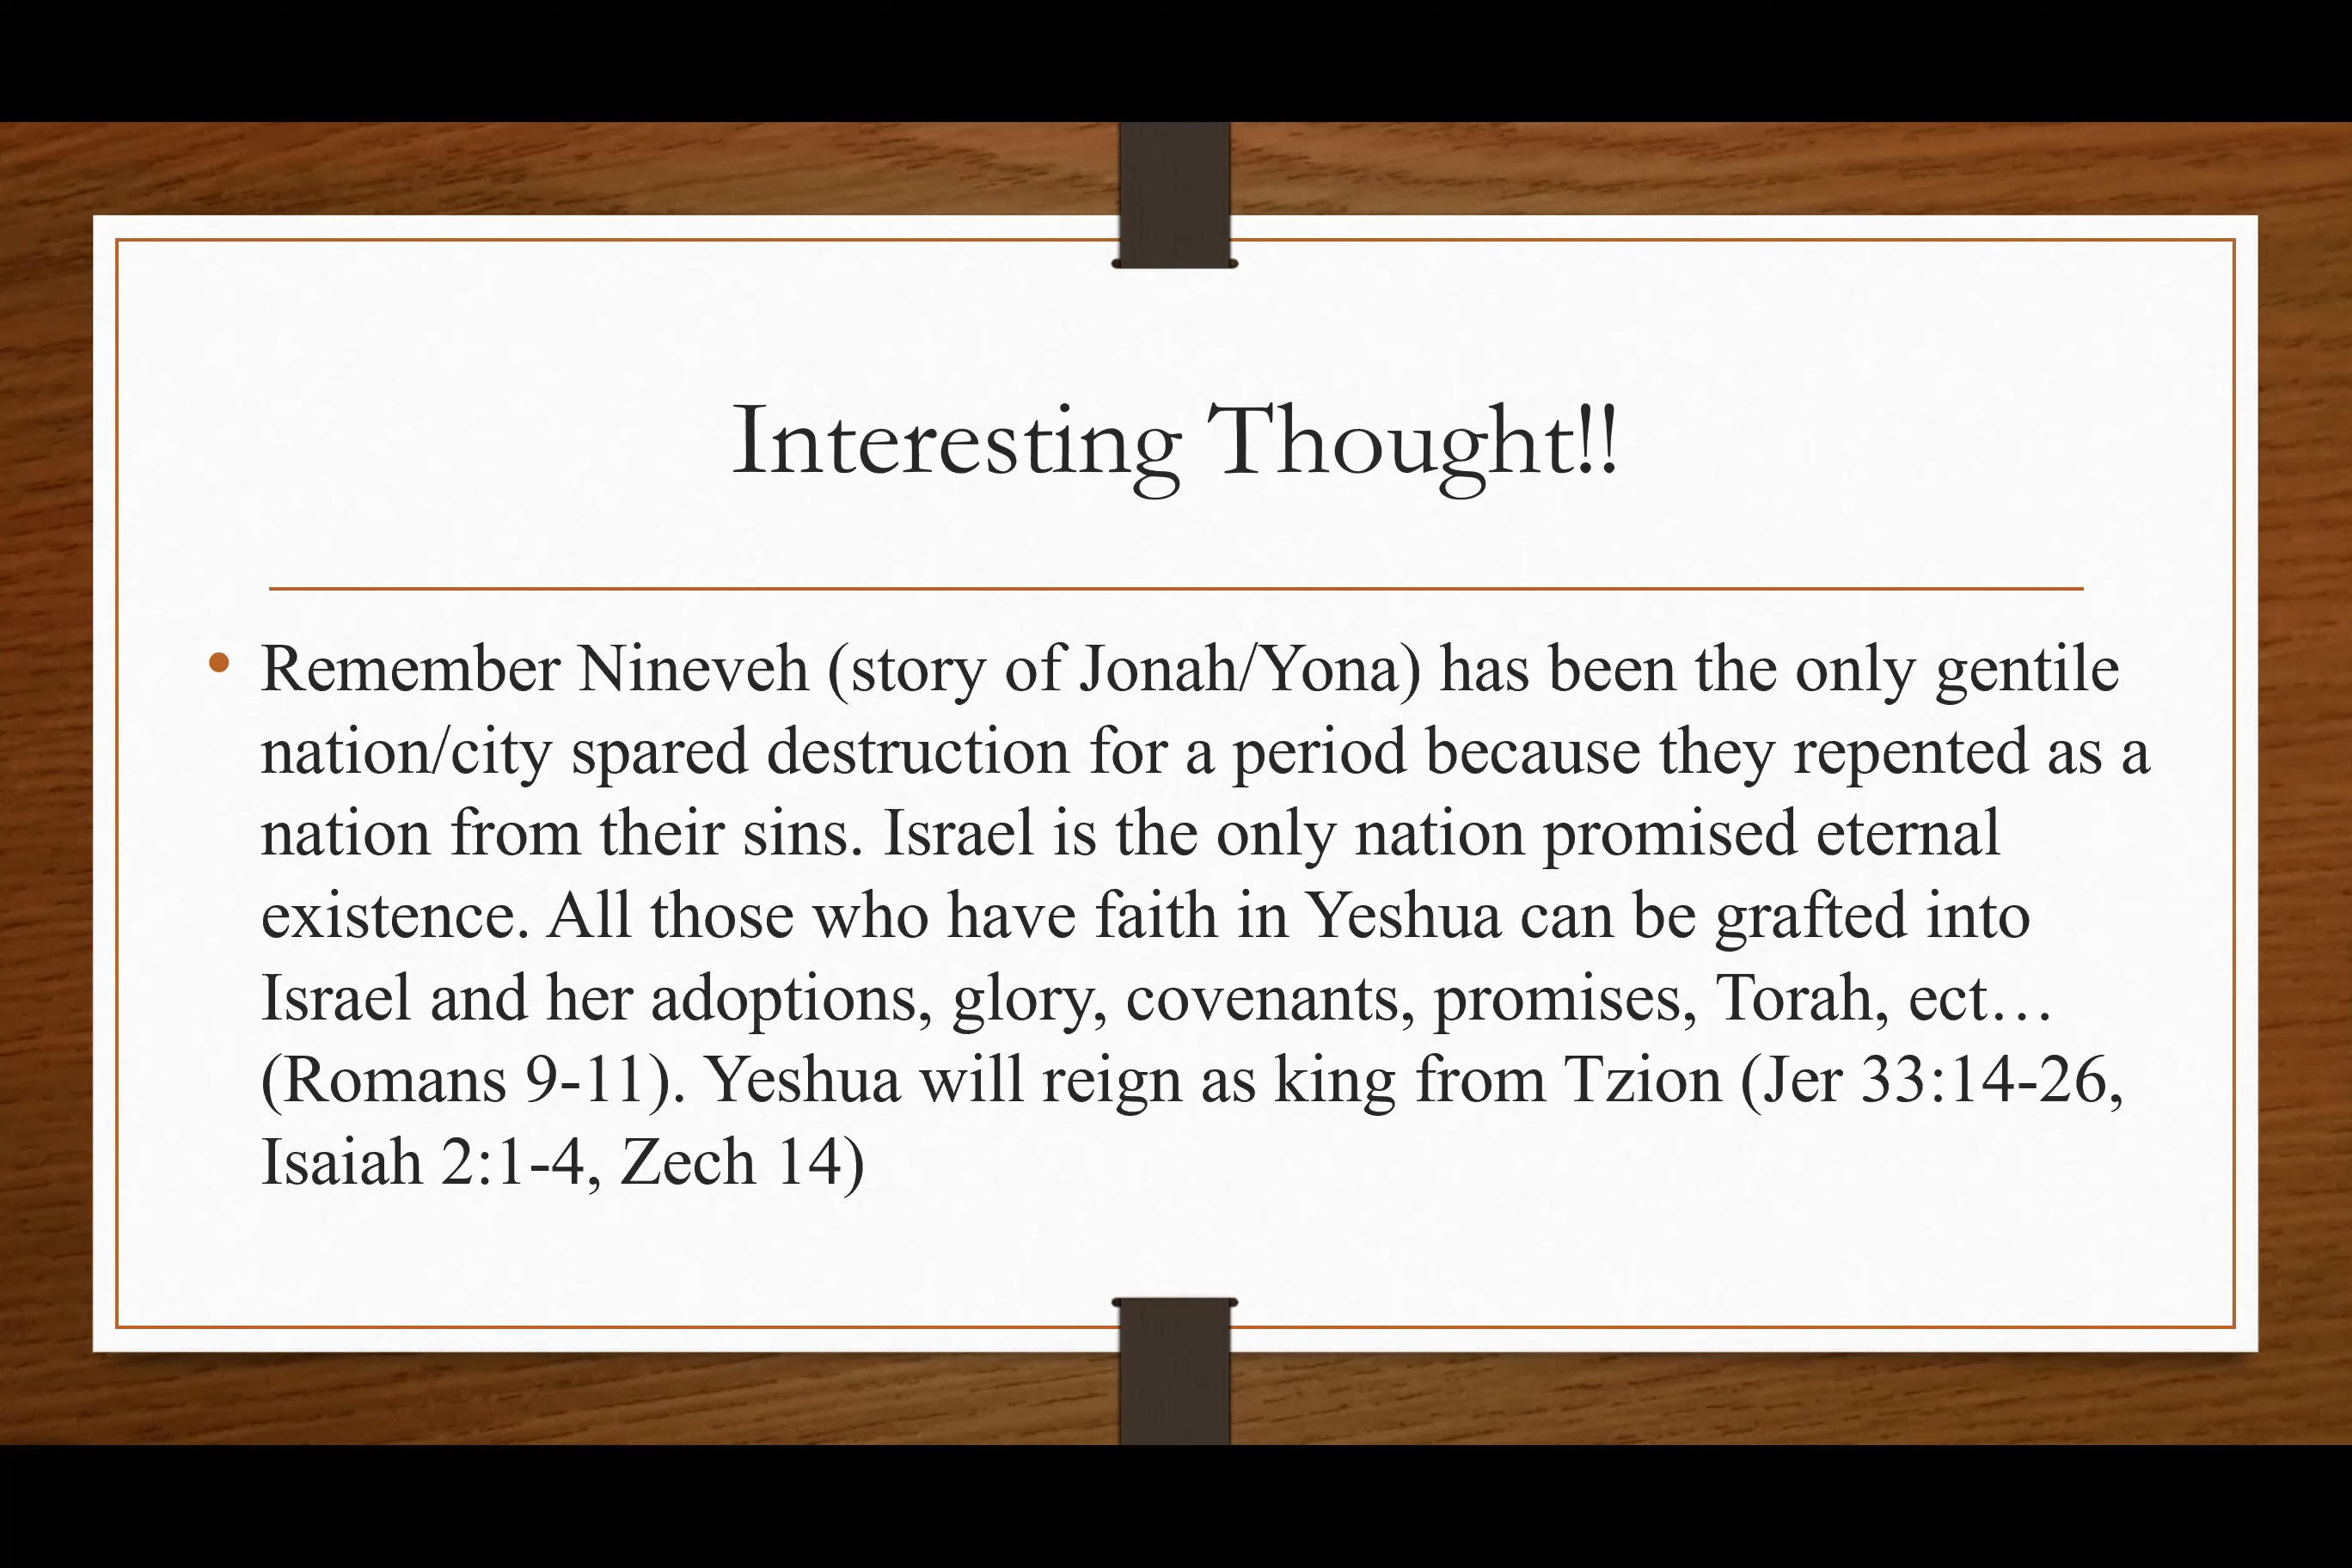 Interesting Thought!!
• Remember Nineveh (story of Jonah/Yona) has been the only gentile
nation/city spared destruction for a period because they repented as a
nation from their sins. Israel is the only nation promised eternal
existence. All those who have faith in Yeshua can be grafted into
Israel and her adoptions, glory, covenants, promises, Torah, ect…
(Romans 9-11). Yeshua will reign as king from Tzion (Jer 33:14-26,
Isaiah 2:1-4, Zech 14)